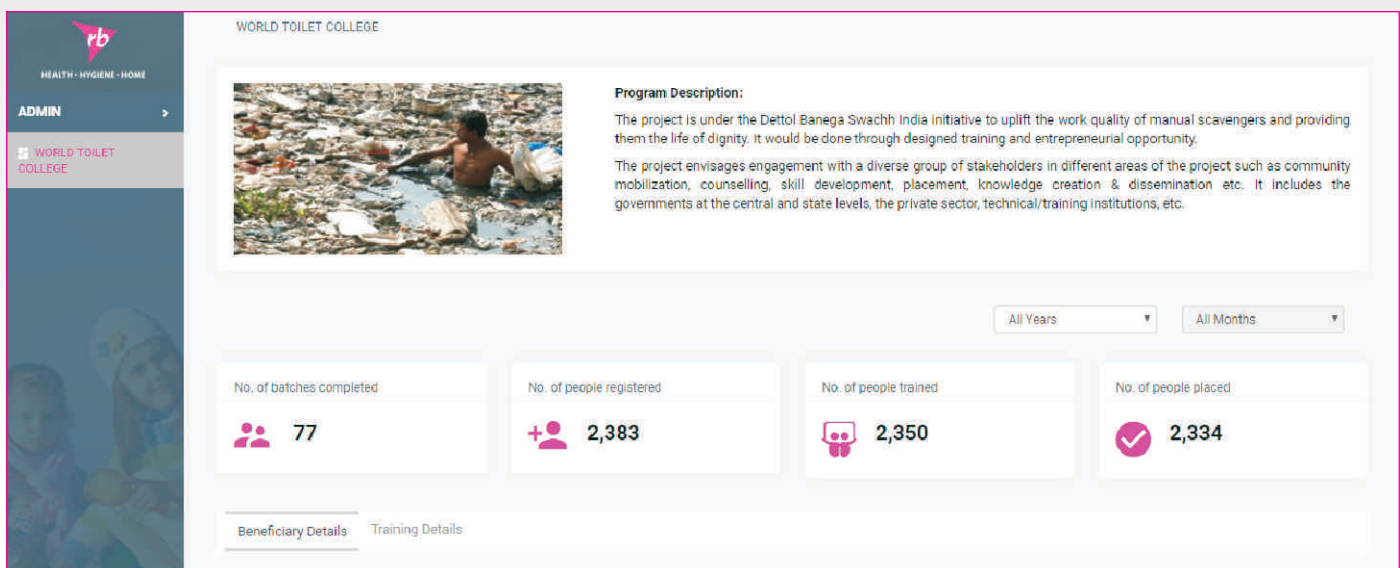 rb
HEALTH • HYGIENE • HOME
ADMIN
WORLD TOILET
COLLEGE
WORLD TOILET COLLEGE
Program Description:
The project is under the Dettol Banega Swachh India initiative to uplift the work quality of manual scavengers and providing
them the life of dignity. It would be done through designed training and entrepreneurial opportunity.
The project envisages engagement with a diverse group of stakeholders in different areas of the project such as community
mobilization, counselling, skill development, placement, knowledge creation & dissemination etc. It includes the
governments at the central and state levels, the private sector, technical/training institutions, etc.
All Years
All Months
No. of batches completed
77
No. of people registered
2,383
No. of people trained
2,350
No. of people placed
2,334
Beneficiary Details
Training Details